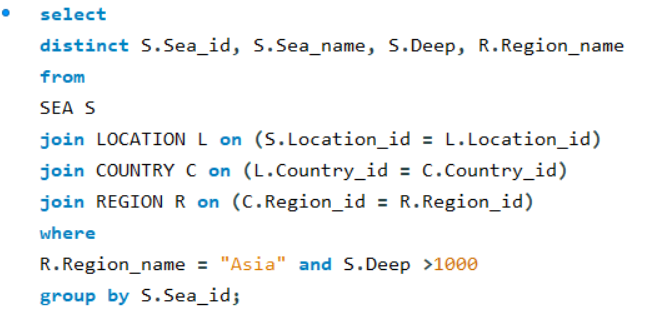 select
distinct S.Sea_id, S.Sea_name, S.Deep, R.Region_name
from
SEA S
join LOCATION L on (S.Location_id = L.Location_id)
join COUNTRY C on (L.Country_id = C.Country_id)
join REGION R on (C.Region_id = R.Region_id)
where
R.Region_name = "Asia" and S.Deep >1000
group by S.Sea_id;